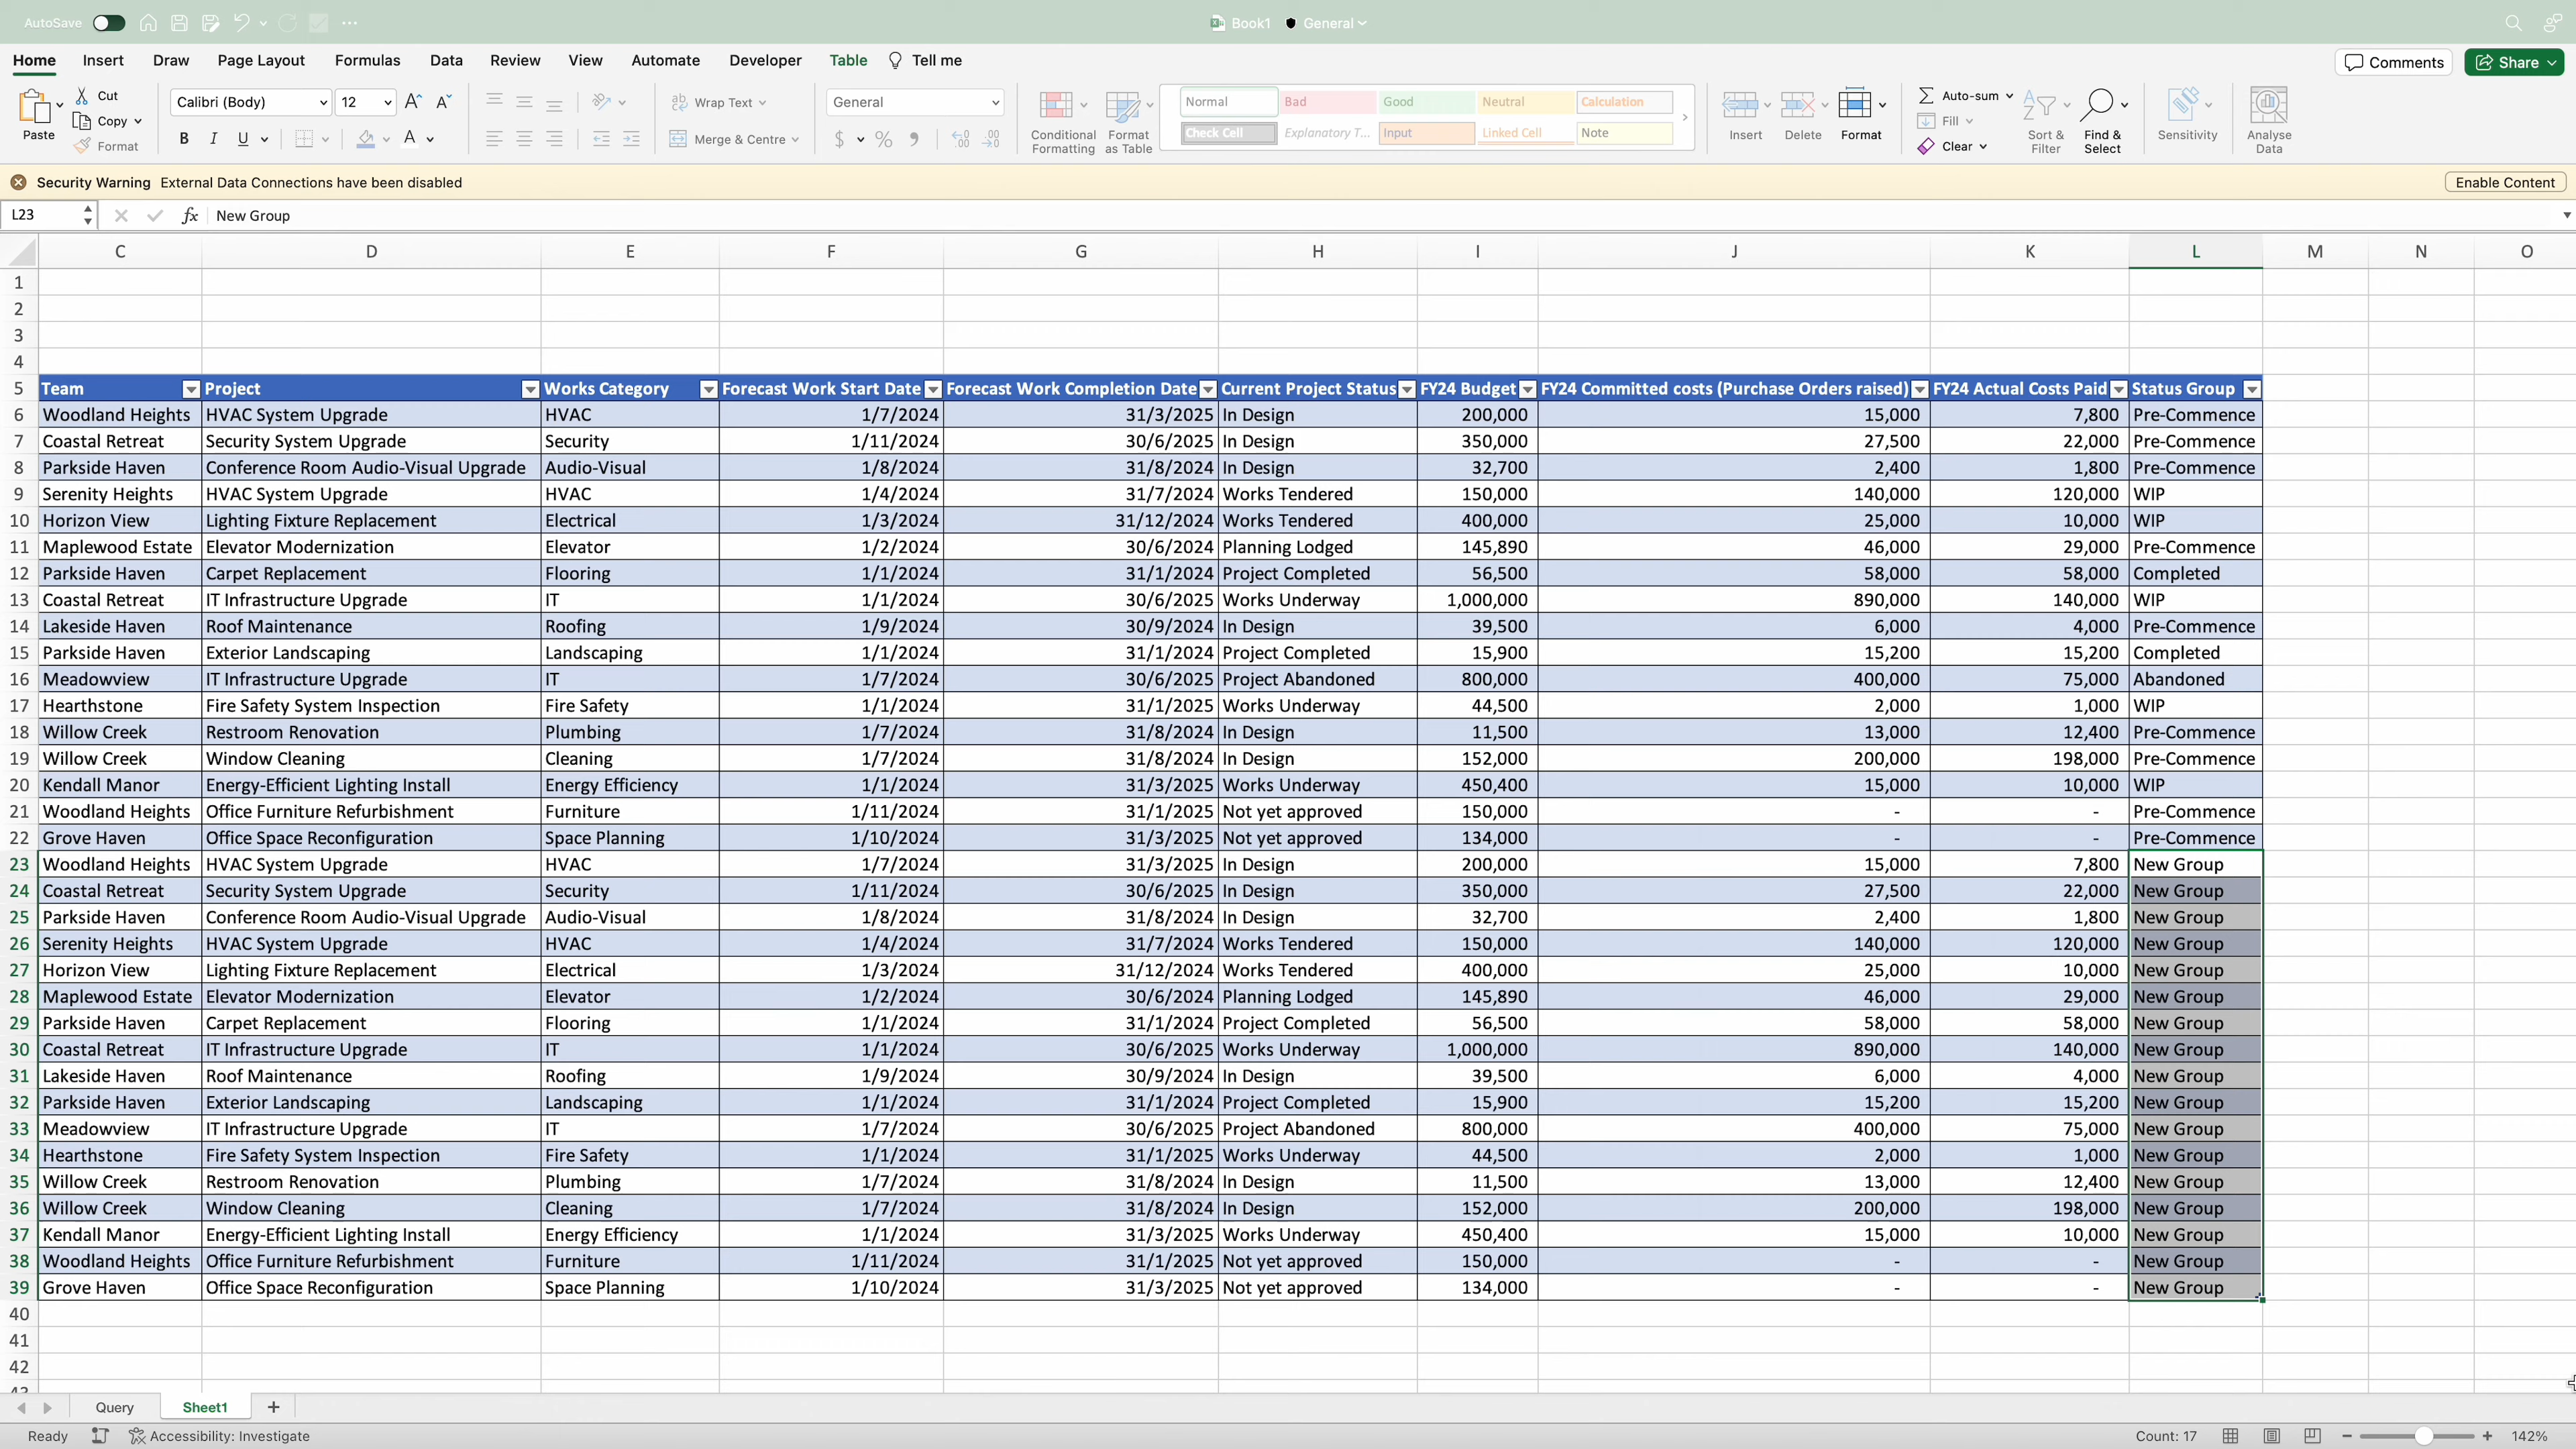 AutoSave Book1 General
Home Insert Draw Page Layout Formulas Data Review View Automate Developer Table Tell me Comments Share
Paste Cut Copy Format
Calibri (Body) 12
B I U A
Wrap Text
Merge & Centre
General
$ %
Conditional Formatting
Format as Table
Normal Bad Good Neutral Calculation
Check Cell Explanatory T... Input Linked Cell Note
Insert Delete Format
Auto-sum
Fill
Clear
Sort & Filter
Find & Select
Sensitivity
Analyse Data
Security Warning External Data Connections have been disabled Enable Content
L23 fx New Group
C D E F G H I J K L M N O
1
2
3
4
5 Team Project Works Category Forecast Work Start Date Forecast Work Completion Date Current Project Status FY24 Budget FY24 Committed costs (Purchase Orders raised) FY24 Actual Costs Paid Status Group
6 Woodland Heights HVAC System Upgrade HVAC 1/7/2024 31/3/2025 In Design 200,000 15,000 7,800 Pre-Commence
7 Coastal Retreat Security System Upgrade Security 1/11/2024 30/6/2025 In Design 350,000 27,500 22,000 Pre-Commence
8 Parkside Haven Conference Room Audio-Visual Upgrade Audio-Visual 1/8/2024 31/8/2024 In Design 32,700 2,400 1,800 Pre-Commence
9 Serenity Heights HVAC System Upgrade HVAC 1/4/2024 31/7/2024 Works Tendered 150,000 140,000 120,000 WIP
10 Horizon View Lighting Fixture Replacement Electrical 1/3/2024 31/12/2024 Works Tendered 400,000 25,000 10,000 WIP
11 Maplewood Estate Elevator Modernization Elevator 1/2/2024 30/6/2024 Planning Lodged 145,890 46,000 29,000 Pre-Commence
12 Parkside Haven Carpet Replacement Flooring 1/1/2024 31/1/2024 Project Completed 56,500 58,000 58,000 Completed
13 Coastal Retreat IT Infrastructure Upgrade IT 1/1/2024 30/6/2025 Works Underway 1,000,000 890,000 140,000 WIP
14 Lakeside Haven Roof Maintenance Roofing 1/9/2024 30/9/2024 In Design 39,500 6,000 4,000 Pre-Commence
15 Parkside Haven Exterior Landscaping Landscaping 1/1/2024 31/1/2024 Project Completed 15,900 15,200 15,200 Completed
16 Meadowview IT Infrastructure Upgrade IT 1/7/2024 30/6/2025 Project Abandoned 800,000 400,000 75,000 Abandoned
17 Hearthstone Fire Safety System Inspection Fire Safety 1/1/2024 31/1/2025 Works Underway 44,500 2,000 1,000 WIP
18 Willow Creek Restroom Renovation Plumbing 1/7/2024 31/8/2024 In Design 11,500 13,000 12,400 Pre-Commence
19 Willow Creek Window Cleaning Cleaning 1/7/2024 31/8/2024 In Design 152,000 200,000 198,000 Pre-Commence
20 Kendall Manor Energy-Efficient Lighting Install Energy Efficiency 1/1/2024 31/3/2025 Works Underway 450,400 15,000 10,000 WIP
21 Woodland Heights Office Furniture Refurbishment Furniture 1/11/2024 31/1/2025 Not yet approved 150,000 - - Pre-Commence
22 Grove Haven Office Space Reconfiguration Space Planning 1/10/2024 31/3/2025 Not yet approved 134,000 - - Pre-Commence
23 Woodland Heights HVAC System Upgrade HVAC 1/7/2024 31/3/2025 In Design 200,000 15,000 7,800 New Group
24 Coastal Retreat Security System Upgrade Security 1/11/2024 30/6/2025 In Design 350,000 27,500 22,000 New Group
25 Parkside Haven Conference Room Audio-Visual Upgrade Audio-Visual 1/8/2024 31/8/2024 In Design 32,700 2,400 1,800 New Group
26 Serenity Heights HVAC System Upgrade HVAC 1/4/2024 31/7/2024 Works Tendered 150,000 140,000 120,000 New Group
27 Horizon View Lighting Fixture Replacement Electrical 1/3/2024 31/12/2024 Works Tendered 400,000 25,000 10,000 New Group
28 Maplewood Estate Elevator Modernization Elevator 1/2/2024 30/6/2024 Planning Lodged 145,890 46,000 29,000 New Group
29 Parkside Haven Carpet Replacement Flooring 1/1/2024 31/1/2024 Project Completed 56,500 58,000 58,000 New Group
30 Coastal Retreat IT Infrastructure Upgrade IT 1/1/2024 30/6/2025 Works Underway 1,000,000 890,000 140,000 New Group
31 Lakeside Haven Roof Maintenance Roofing 1/9/2024 30/9/2024 In Design 39,500 6,000 4,000 New Group
32 Parkside Haven Exterior Landscaping Landscaping 1/1/2024 31/1/2024 Project Completed 15,900 15,200 15,200 New Group
33 Meadowview IT Infrastructure Upgrade IT 1/7/2024 30/6/2025 Project Abandoned 800,000 400,000 75,000 New Group
34 Hearthstone Fire Safety System Inspection Fire Safety 1/1/2024 31/1/2025 Works Underway 44,500 2,000 1,000 New Group
35 Willow Creek Restroom Renovation Plumbing 1/7/2024 31/8/2024 In Design 11,500 13,000 12,400 New Group
36 Willow Creek Window Cleaning Cleaning 1/7/2024 31/8/2024 In Design 152,000 200,000 198,000 New Group
37 Kendall Manor Energy-Efficient Lighting Install Energy Efficiency 1/1/2024 31/3/2025 Works Underway 450,400 15,000 10,000 New Group
38 Woodland Heights Office Furniture Refurbishment Furniture 1/11/2024 31/1/2025 Not yet approved 150,000 - - New Group
39 Grove Haven Office Space Reconfiguration Space Planning 1/10/2024 31/3/2025 Not yet approved 134,000 - - New Group
40
41
42
Query Sheet1 +
Ready Accessibility: Investigate Count: 17 142%